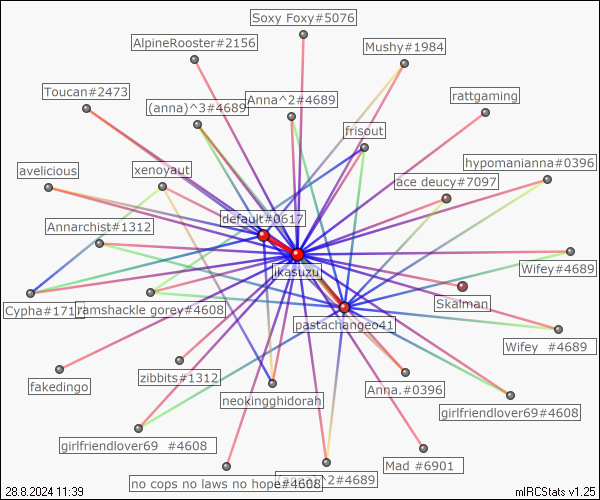 Soxy Foxy#5076
AlpineRooster#2156
Mushy#1984
Toucan#2473
(anna)^3#4689
Anna^2#4689
rattgaming
frisout
avelicious
xenoyaut
hypomanianna#0396
ace deucy#7097
default#0617
Annarchist#1312
likasuzu
Wifey#4689
Skalman
Cypha#171
ramshackle gorey#4608
pastachangeo41
Wifey #4689
fakedingo
zibbits#1312
neokingghidorah
Anna.#0396
girlfriendlover69#4608
girlfriendlover69 #4608
no cops no laws no hope#4608
^2#4689
Mad #6901
28.8.2024 11:39
mIRCStats v1.25